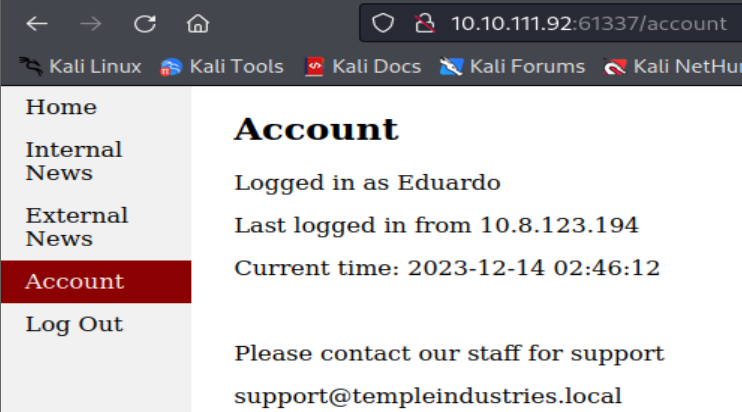 10.10.111.92:61337/account
Kali Linux Kali Tools Kali Docs Kali Forums Kali NetHu
Home
Internal
News
External
News
Account
Log Out
Account
Logged in as Eduardo
Last logged in from 10.8.123.194
Current time: 2023-12-14 02:46:12
Please contact our staff for support
support@templeindustries.local